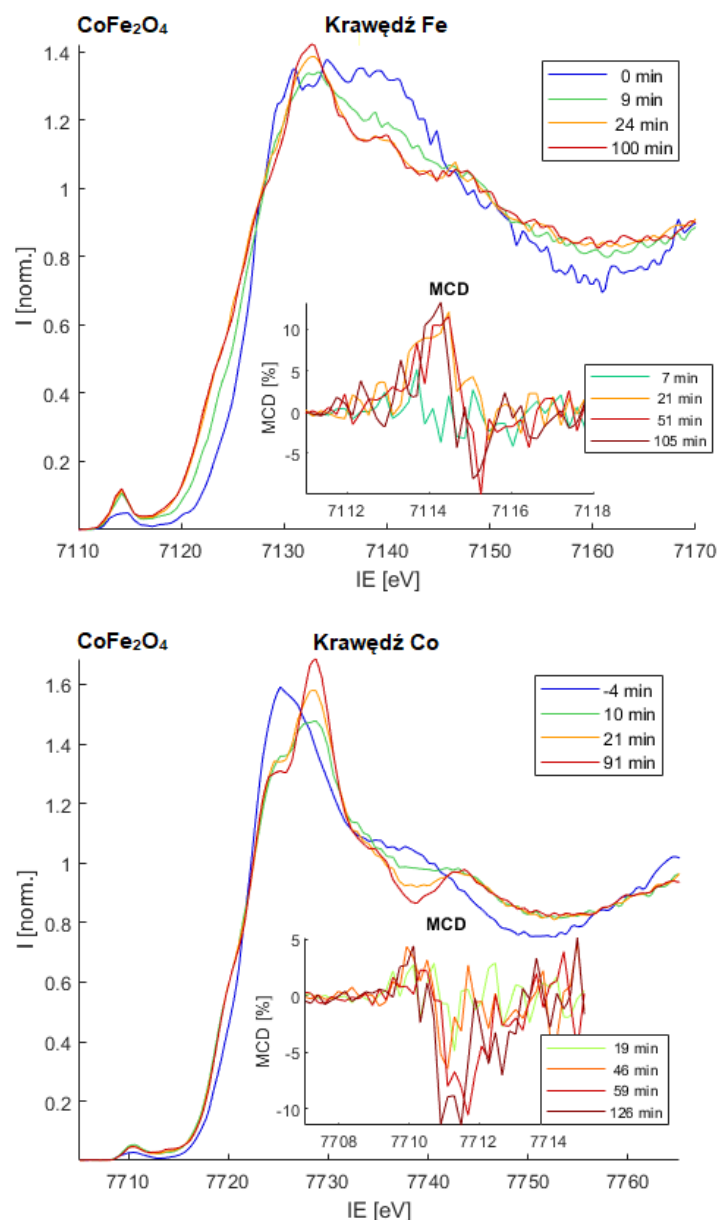 CoFe₂O₄ Krawędź Fe
1.4
1.2
1
0.8
0.6
0.4
0.2
I [norm.]
0 min
9 min
24 min
100 min
MCD
10
5
0
-5
MCD [%]
7 min
21 min
51 min
105 min
7112 7114 7116 7118
7110 7120 7130 7140 7150 7160 7170
IE [eV]
CoFe₂O₄ Krawędź Co
1.6
1.4
1.2
1
0.8
0.6
0.4
0.2
I [norm.]
-4 min
10 min
21 min
91 min
MCD
5
0
-5
-10
MCD [%]
19 min
46 min
59 min
126 min
7708 7710 7712 7714
7710 7720 7730 7740 7750 7760
IE [eV]